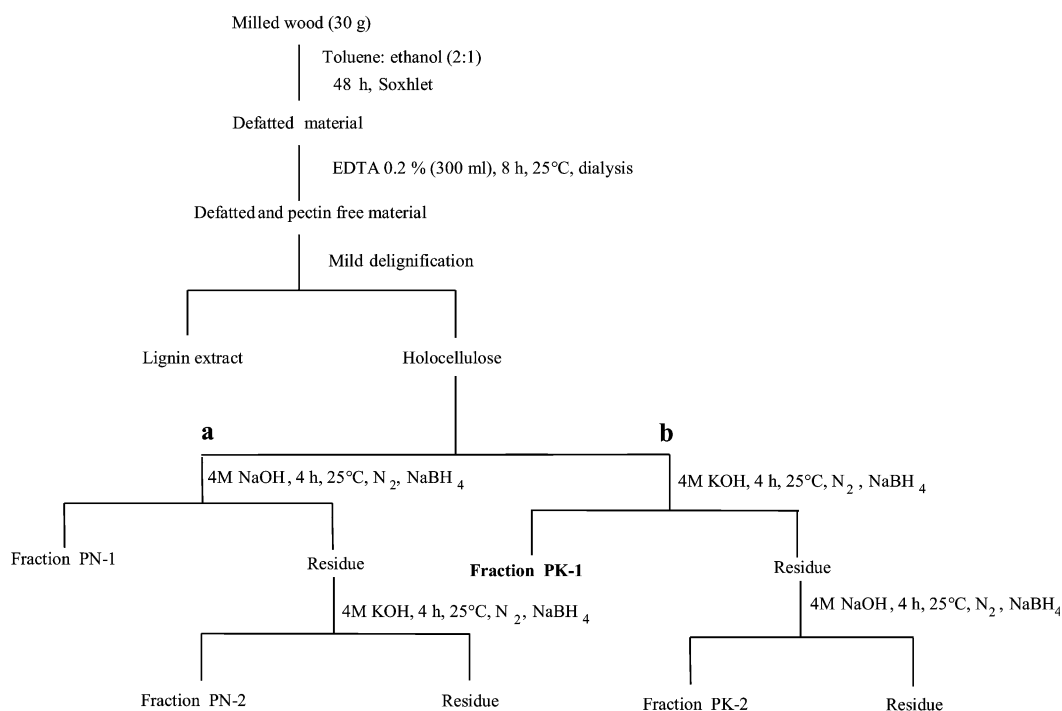 Milled wood (30 g)
Toluene: ethanol (2:1)
48 h, Soxhlet
Defatted material
EDTA 0.2 % (300 ml), 8 h, 25°C, dialysis
Defatted and pectin free material
Mild delignification
Lignin extract
Holocellulose
a
b
4M NaOH, 4 h, 25°C, N2, NaBH4
4M KOH, 4 h, 25°C, N2 , NaBH4
Fraction PN-1
Residue
Fraction PK-1
Residue
4M KOH, 4 h, 25°C, N2, NaBH4
4M NaOH, 4 h, 25°C, N2 , NaBH4
Fraction PN-2
Residue
Fraction PK-2
Residue